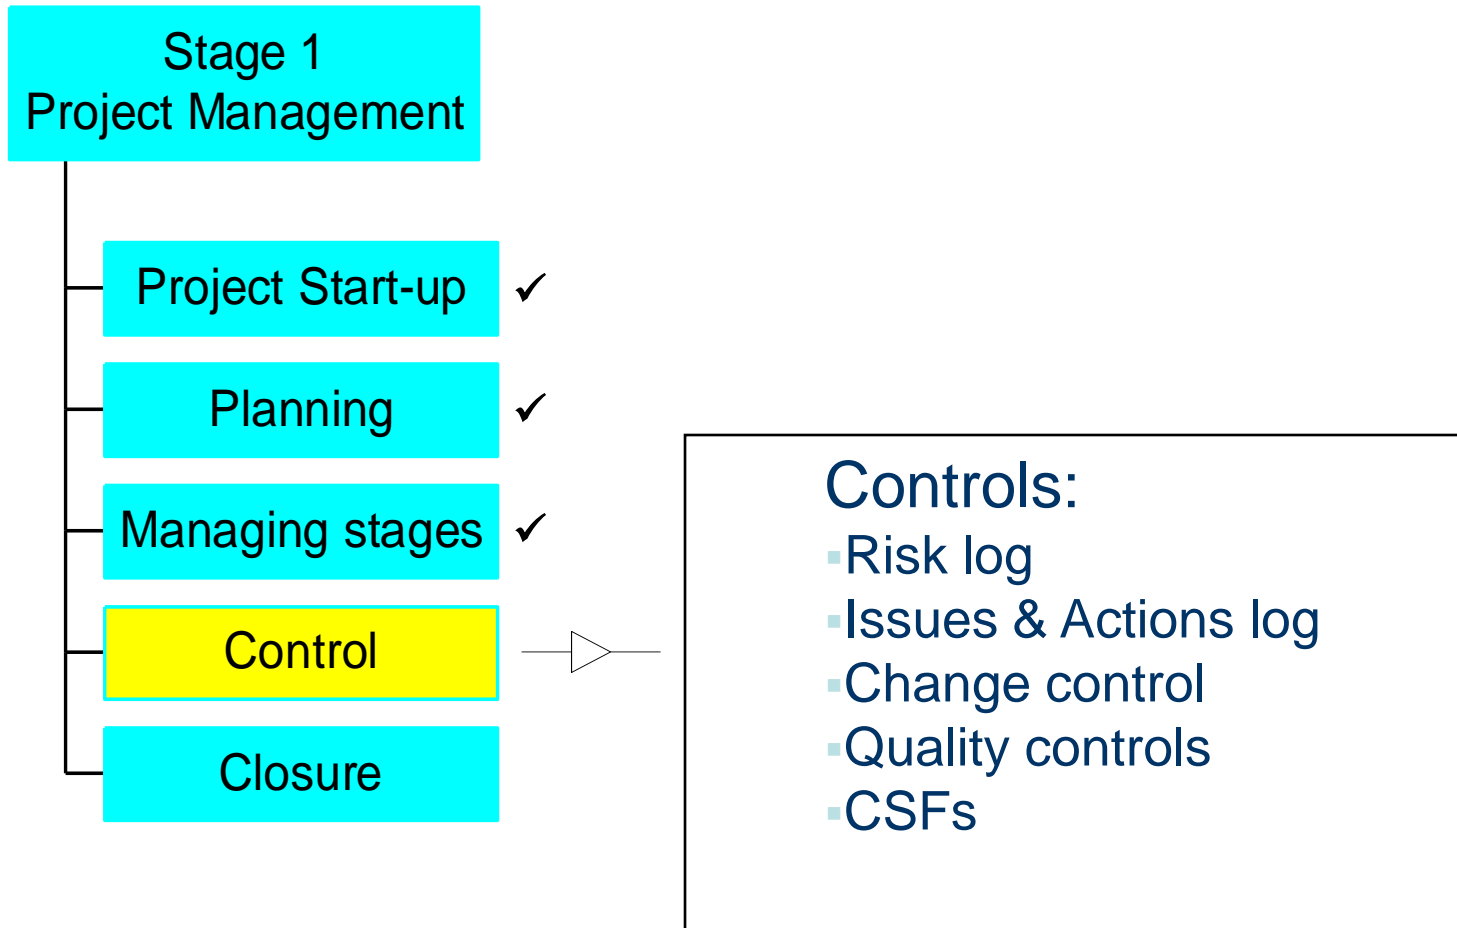 Stage 1
Project Management
Project Start-up ✓
Planning ✓
Managing stages ✓
Control
Closure
Controls:
▪Risk log
▪Issues & Actions log
▪Change control
▪Quality controls
▪CSFs